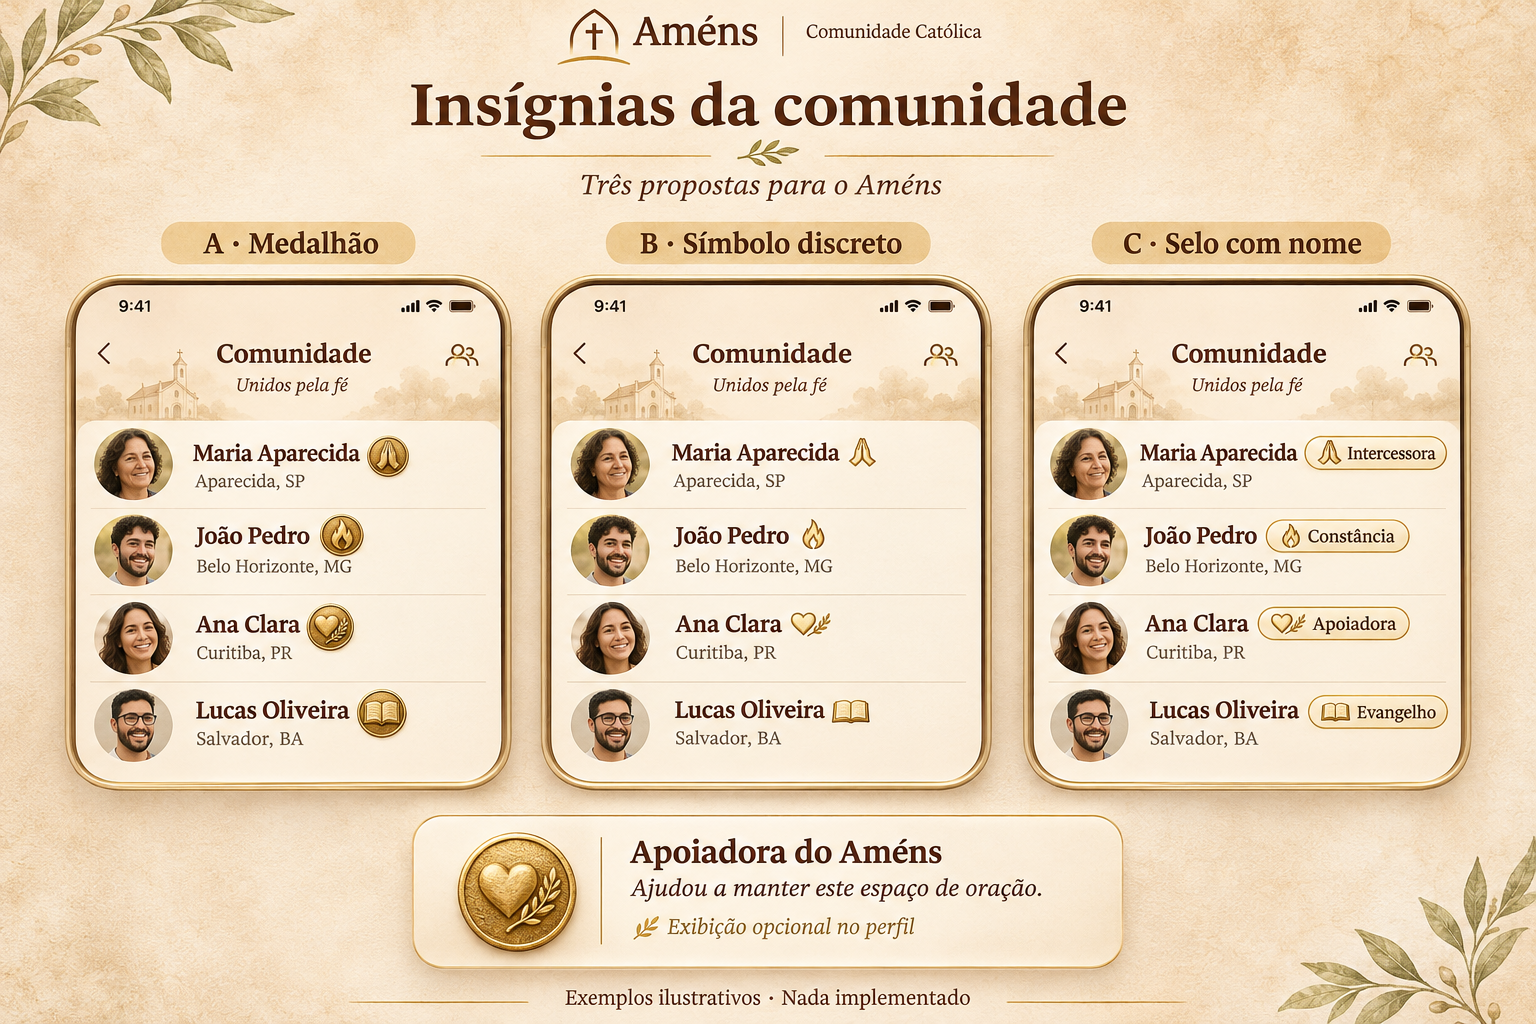 Améns
Comunidade Católica
Insígnias da comunidade
Três propostas para o Améns
A · Medalhão
9:41
Comunidade
Unidos pela fé
Maria Aparecida
Aparecida, SP
João Pedro
Belo Horizonte, MG
Ana Clara
Curitiba, PR
Lucas Oliveira
Salvador, BA
B · Símbolo discreto
9:41
Comunidade
Unidos pela fé
Maria Aparecida
Aparecida, SP
João Pedro
Belo Horizonte, MG
Ana Clara
Curitiba, PR
Lucas Oliveira
Salvador, BA
C · Selo com nome
9:41
Comunidade
Unidos pela fé
Maria Aparecida Intercessora
Aparecida, SP
João Pedro Constância
Belo Horizonte, MG
Ana Clara Apoiadora
Curitiba, PR
Lucas Oliveira Evangelho
Salvador, BA
Apoiadora do Améns
Ajudou a manter este espaço de oração.
Exibição opcional no perfil
Exemplos ilustrativos · Nada implementado